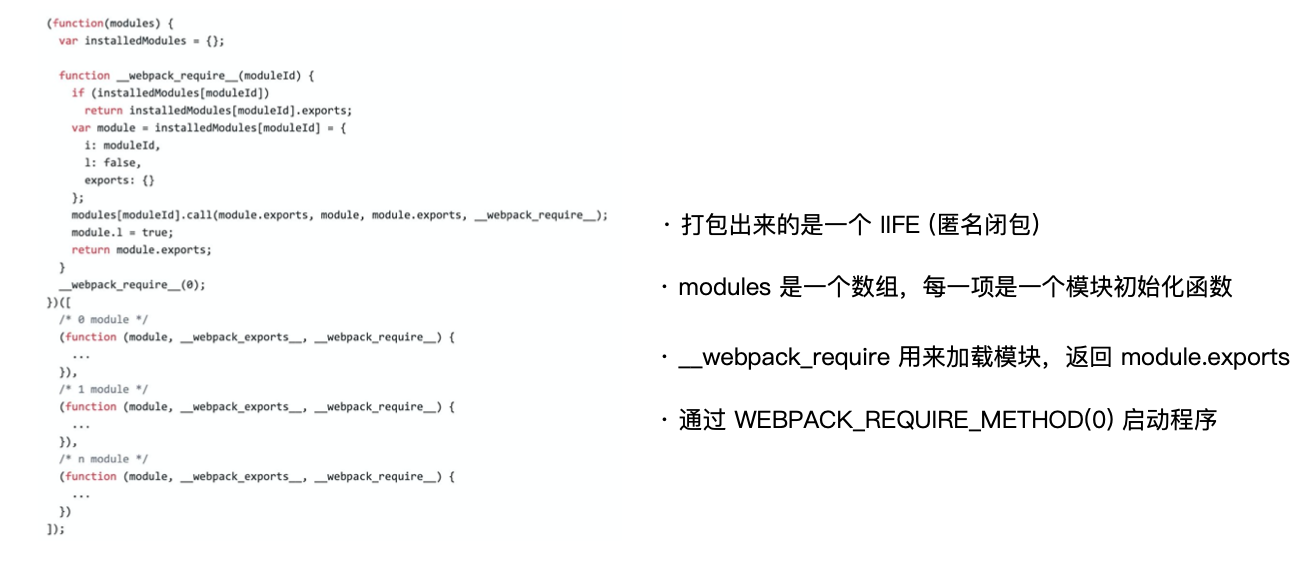 (function(modules) {
  var installedModules = {};

  function __webpack_require__(moduleId) {
    if (installedModules[moduleId])
      return installedModules[moduleId].exports;
    var module = installedModules[moduleId] = {
      i: moduleId,
      l: false,
      exports: {}
    };
    modules[moduleId].call(module.exports, module, module.exports, __webpack_require__);
    module.l = true;
    return module.exports;
  }
  __webpack_require__(0);
})([
  /* 0 module */
  (function (module, __webpack_exports__, __webpack_require__) {
    ...
  }),
  /* 1 module */
  (function (module, __webpack_exports__, __webpack_require__) {
    ...
  }),
  /* n module */
  (function (module, __webpack_exports__, __webpack_require__) {
    ...
  })
]);
· 打包出来的是一个 IIFE (匿名闭包)
· modules 是一个数组，每一项是一个模块初始化函数
· __webpack_require 用来加载模块，返回 module.exports
· 通过 WEBPACK_REQUIRE_METHOD(0) 启动程序